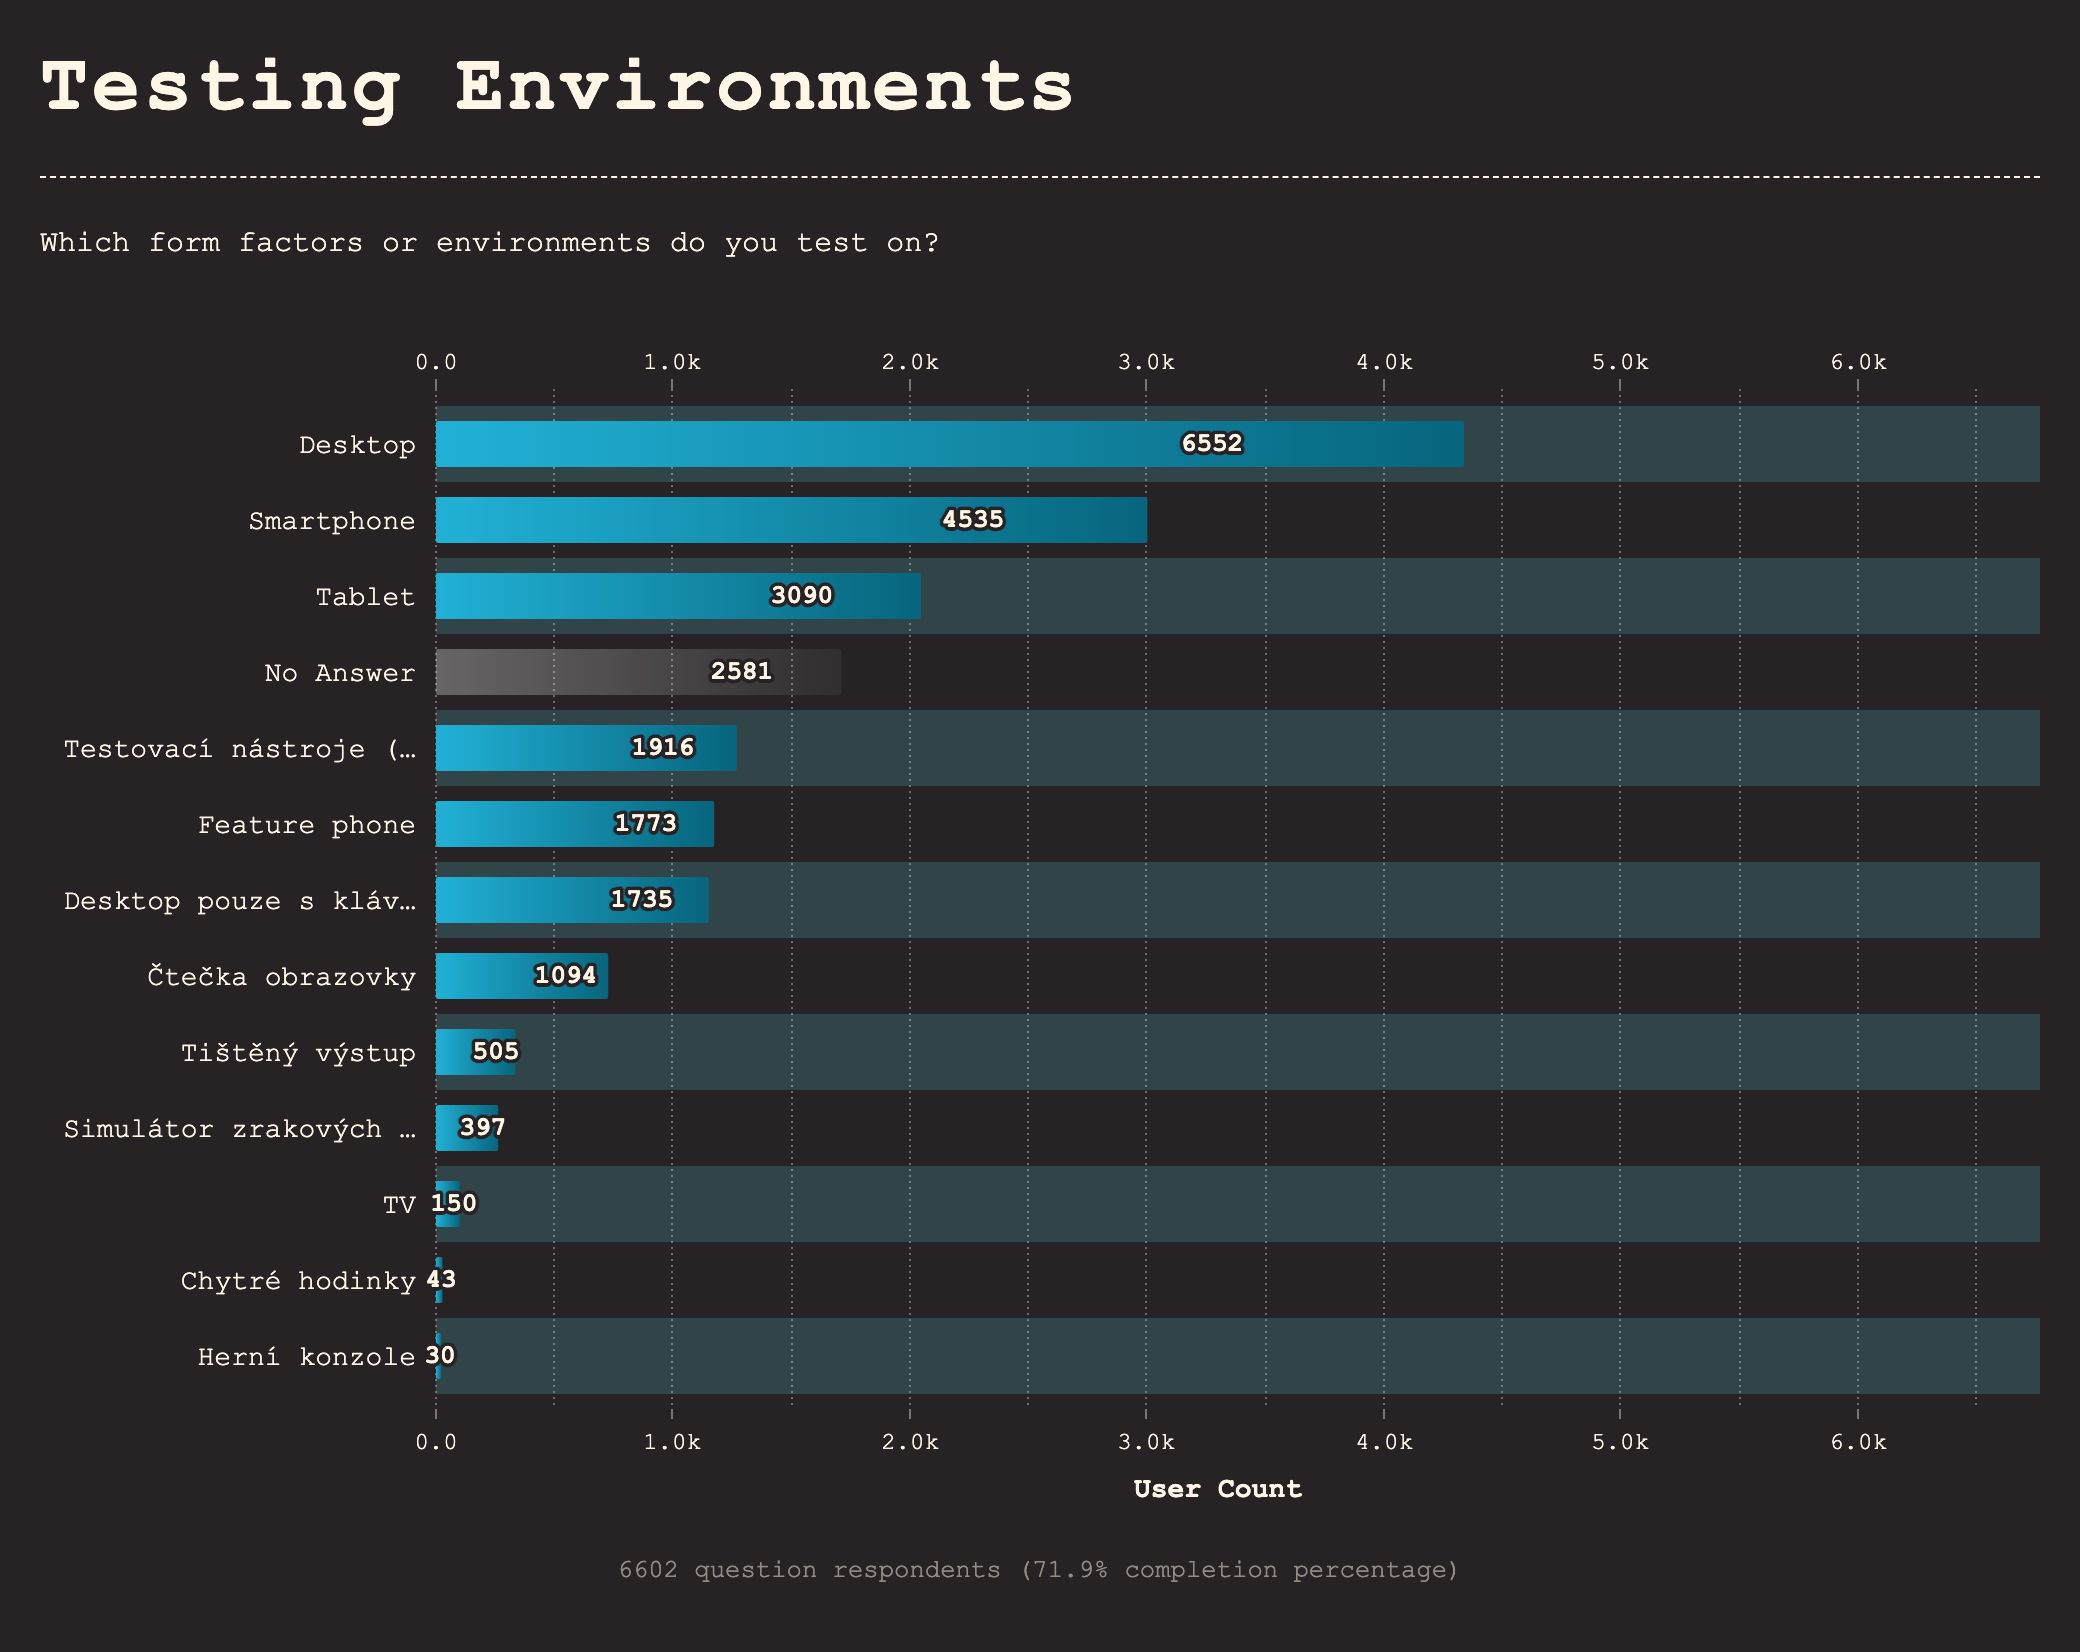 Testing Environments
Which form factors or environments do you test on?
0.0 1.0k 2.0k 3.0k 4.0k 5.0k 6.0k
Desktop 6552
Smartphone 4535
Tablet 3090
No Answer 2581
Testovací nástroje (… 1916
Feature phone 1773
Desktop pouze s kláv… 1735
Čtečka obrazovky 1094
Tištěný výstup 505
Simulátor zrakových … 397
TV 150
Chytré hodinky 43
Herní konzole 30
0.0 1.0k 2.0k 3.0k 4.0k 5.0k 6.0k
User Count
6602 question respondents (71.9% completion percentage)